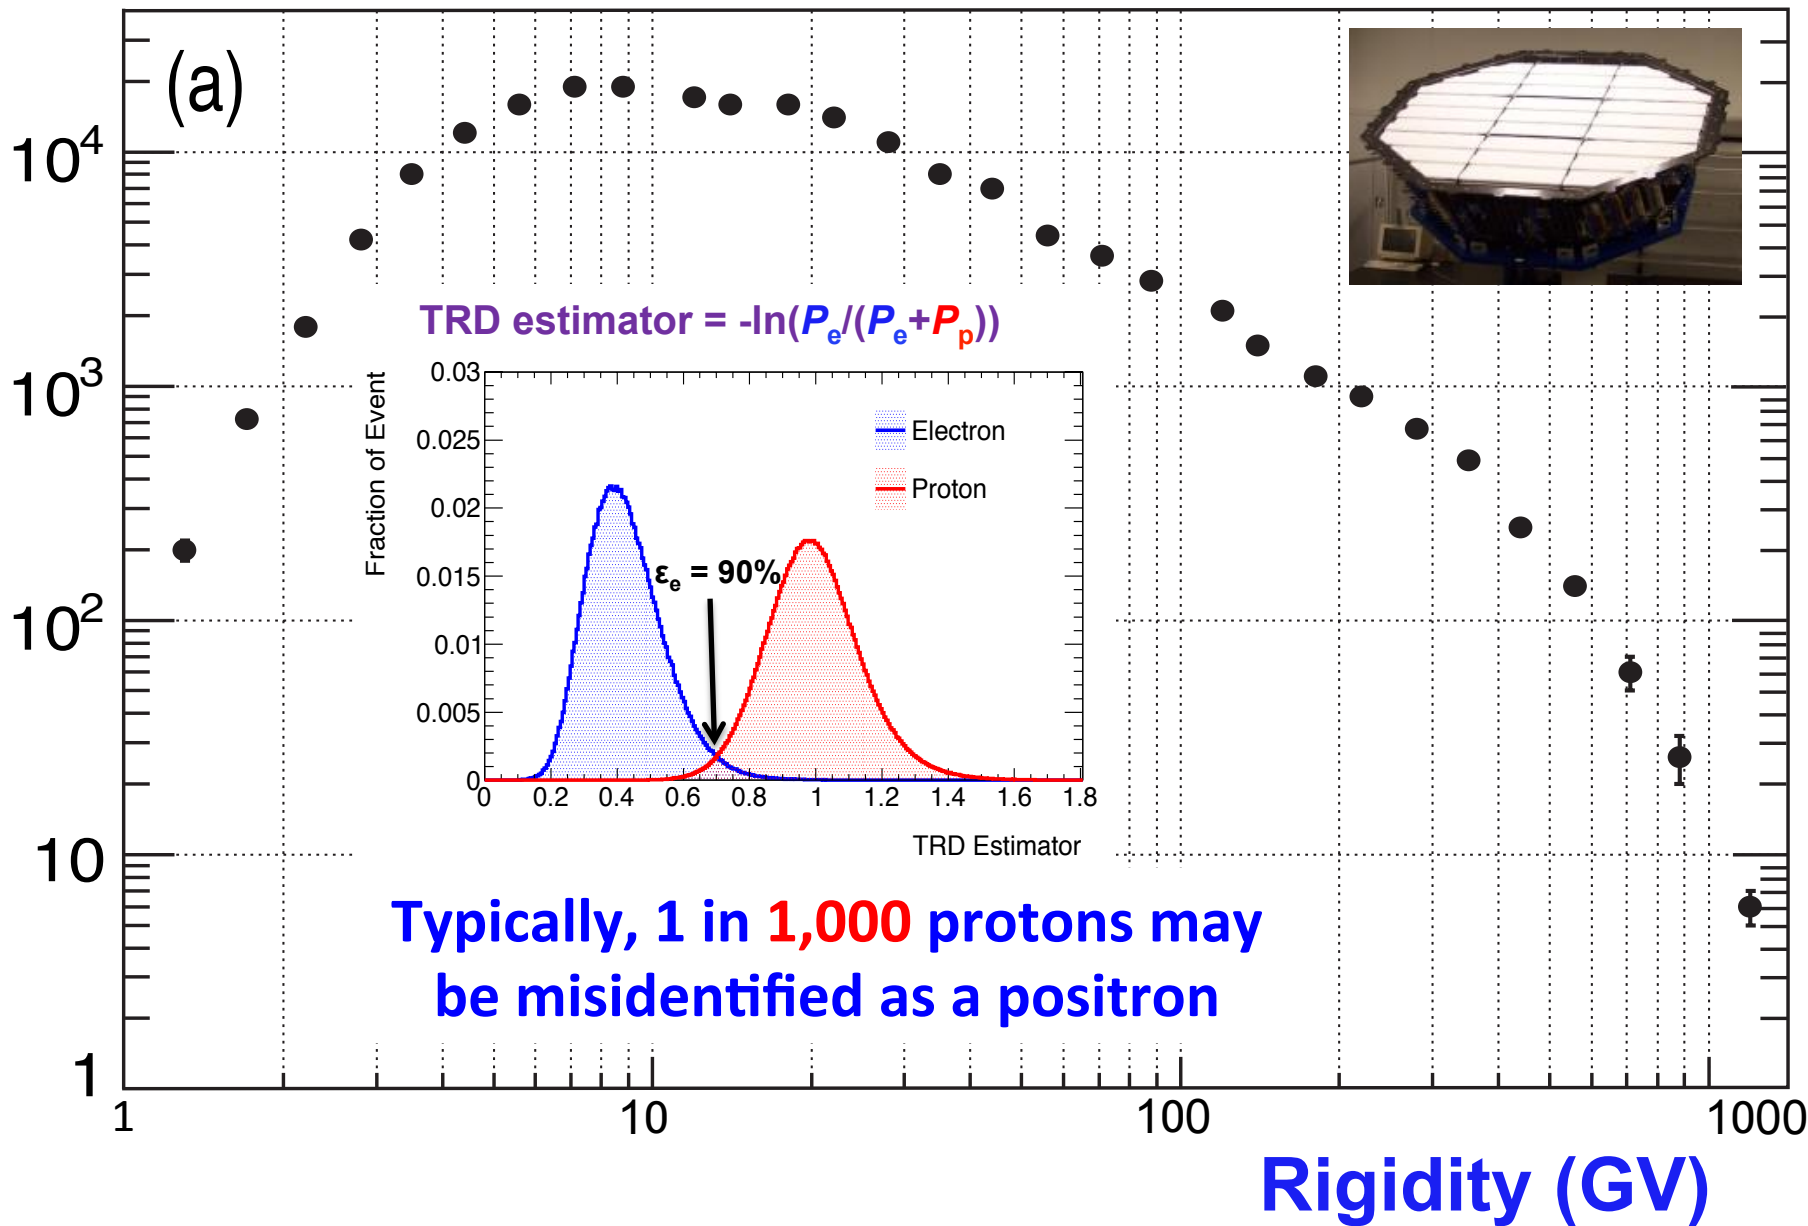 (a)
10⁴
10³
10²
10
1
1 10 100 1000
Rigidity (GV)
TRD estimator = -ln(Pₑ/(Pₑ+Pₚ))
Fraction of Event
0.03
0.025
0.02
0.015
0.01
0.005
0
0 0.2 0.4 0.6 0.8 1 1.2 1.4 1.6 1.8
TRD Estimator
Electron
Proton
εₑ = 90%
Typically, 1 in 1,000 protons may
be misidentified as a positron